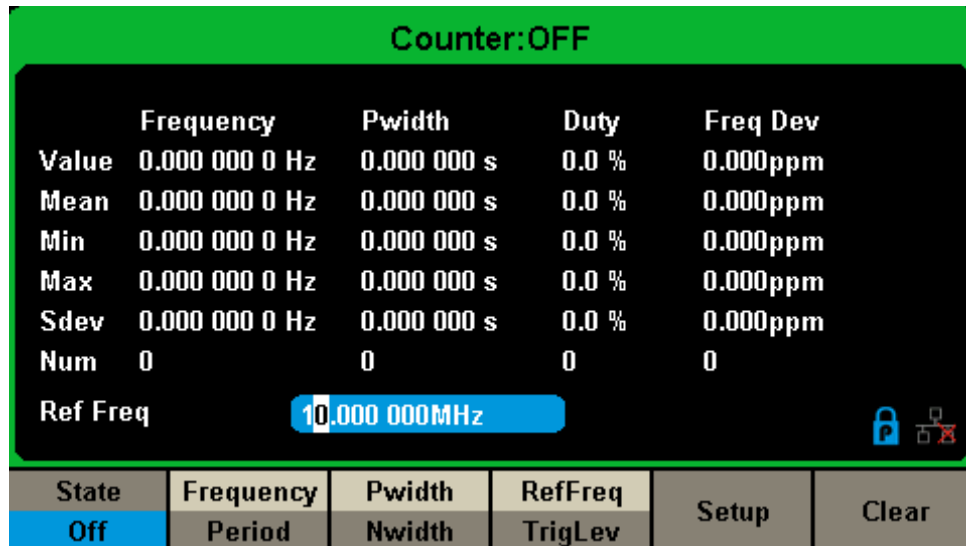 Counter:OFF
Frequency Pwidth Duty Freq Dev
Value 0.000 000 0 Hz 0.000 000 s 0.0 % 0.000ppm
Mean 0.000 000 0 Hz 0.000 000 s 0.0 % 0.000ppm
Min 0.000 000 0 Hz 0.000 000 s 0.0 % 0.000ppm
Max 0.000 000 0 Hz 0.000 000 s 0.0 % 0.000ppm
Sdev 0.000 000 0 Hz 0.000 000 s 0.0 % 0.000ppm
Num 0 0 0 0
Ref Freq 10.000 000MHz P
State Frequency Pwidth RefFreq Setup Clear
Off Period Nwidth TrigLev